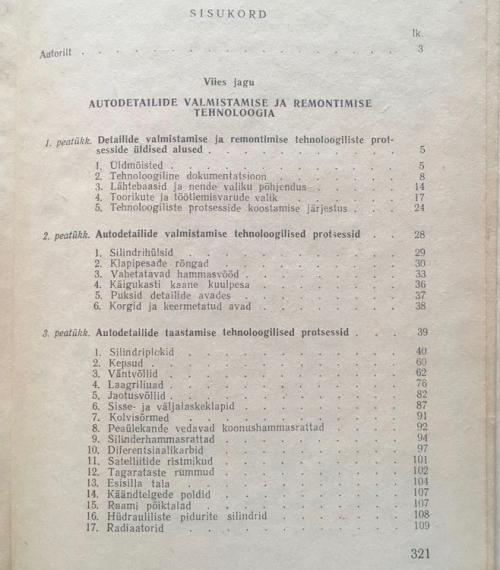 SISUKORD
lk.
Autorilt . . . . . . . . . . . . . . . . 3
Viies jagu
AUTODETAILIDE VALMISTAMISE JA REMONTIMISE
TEHNOLOOGIA
1. peatükk. Detailide valmistamise ja remontimise tehnoloogiliste prot-
sesside üldised alused . . . . . . . . . . 5
1. Üldmõisted . . . . . . . . . . . . 5
2. Tehnoloogiline dokumentatsioon . . . . . . . 8
3. Lähtebaasid ja nende valiku põhjendus . . . . . 14
4. Toorikute ja töötlemisvarude valik . . . . . . 17
5. Tehnoloogiliste protsesside koostamise järjestus . . . 24
2. peatükk. Autodetailide valmistamise tehnoloogilised protsessid . . 28
1. Silindrihülsid . . . . . . . . . . . 29
2. Klapipesade rõngad . . . . . . . . . . 30
3. Vahetatavad hammasvööd . . . . . . . . 33
4. Käigukasti kaane kuulpesa . . . . . . . . 36
5. Puksid detailide avades . . . . . . . . . 37
6. Korgid ja keermetatud avad . . . . . . . . 38
3. peatükk. Autodetailide taastamise tehnoloogilised protsessid . . . 39
1. Silindriplokid . . . . . . . . . . . 40
2. Kepsud . . . . . . . . . . . . . 60
3. Väntvõllid . . . . . . . . . . . . 62
4. Laagriliuad . . . . . . . . . . . . 76
5. Jaotusvõllid . . . . . . . . . . . . 82
6. Sisse- ja väljalaskeklapid . . . . . . . . 87
7. Kolvisõrmed . . . . . . . . . . . . 91
8. Peaülekande vedavad koonushammasrattad . . . . 92
9. Silinderhammasrattad . . . . . . . . . 94
10. Diferentsiaalikarbid . . . . . . . . . . 97
11. Satelliitide ristmikud . . . . . . . . . 101
12. Tagarataste rummud . . . . . . . . . . 102
13. Esisilla tala . . . . . . . . . . . . 104
14. Käändtelgede poldid . . . . . . . . . 107
15. Raami põiktalad . . . . . . . . . . . 107
16. Hüdrauliliste pidurite silindrid . . . . . . . 108
17. Radiaatorid . . . . . . . . . . . . 109
321